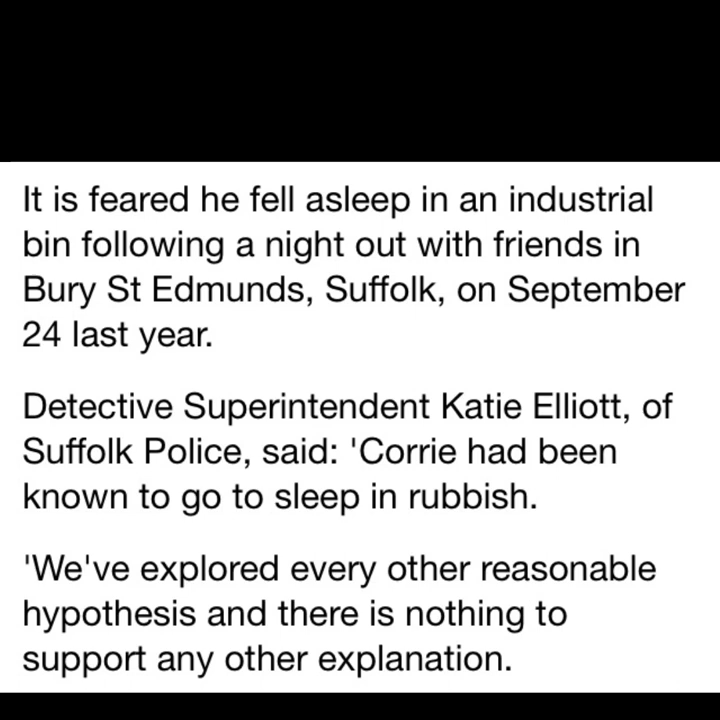 It is feared he fell asleep in an industrial
bin following a night out with friends in
Bury St Edmunds, Suffolk, on September
24 last year.
Detective Superintendent Katie Elliott, of
Suffolk Police, said: 'Corrie had been
known to go to sleep in rubbish.
'We've explored every other reasonable
hypothesis and there is nothing to
support any other explanation.